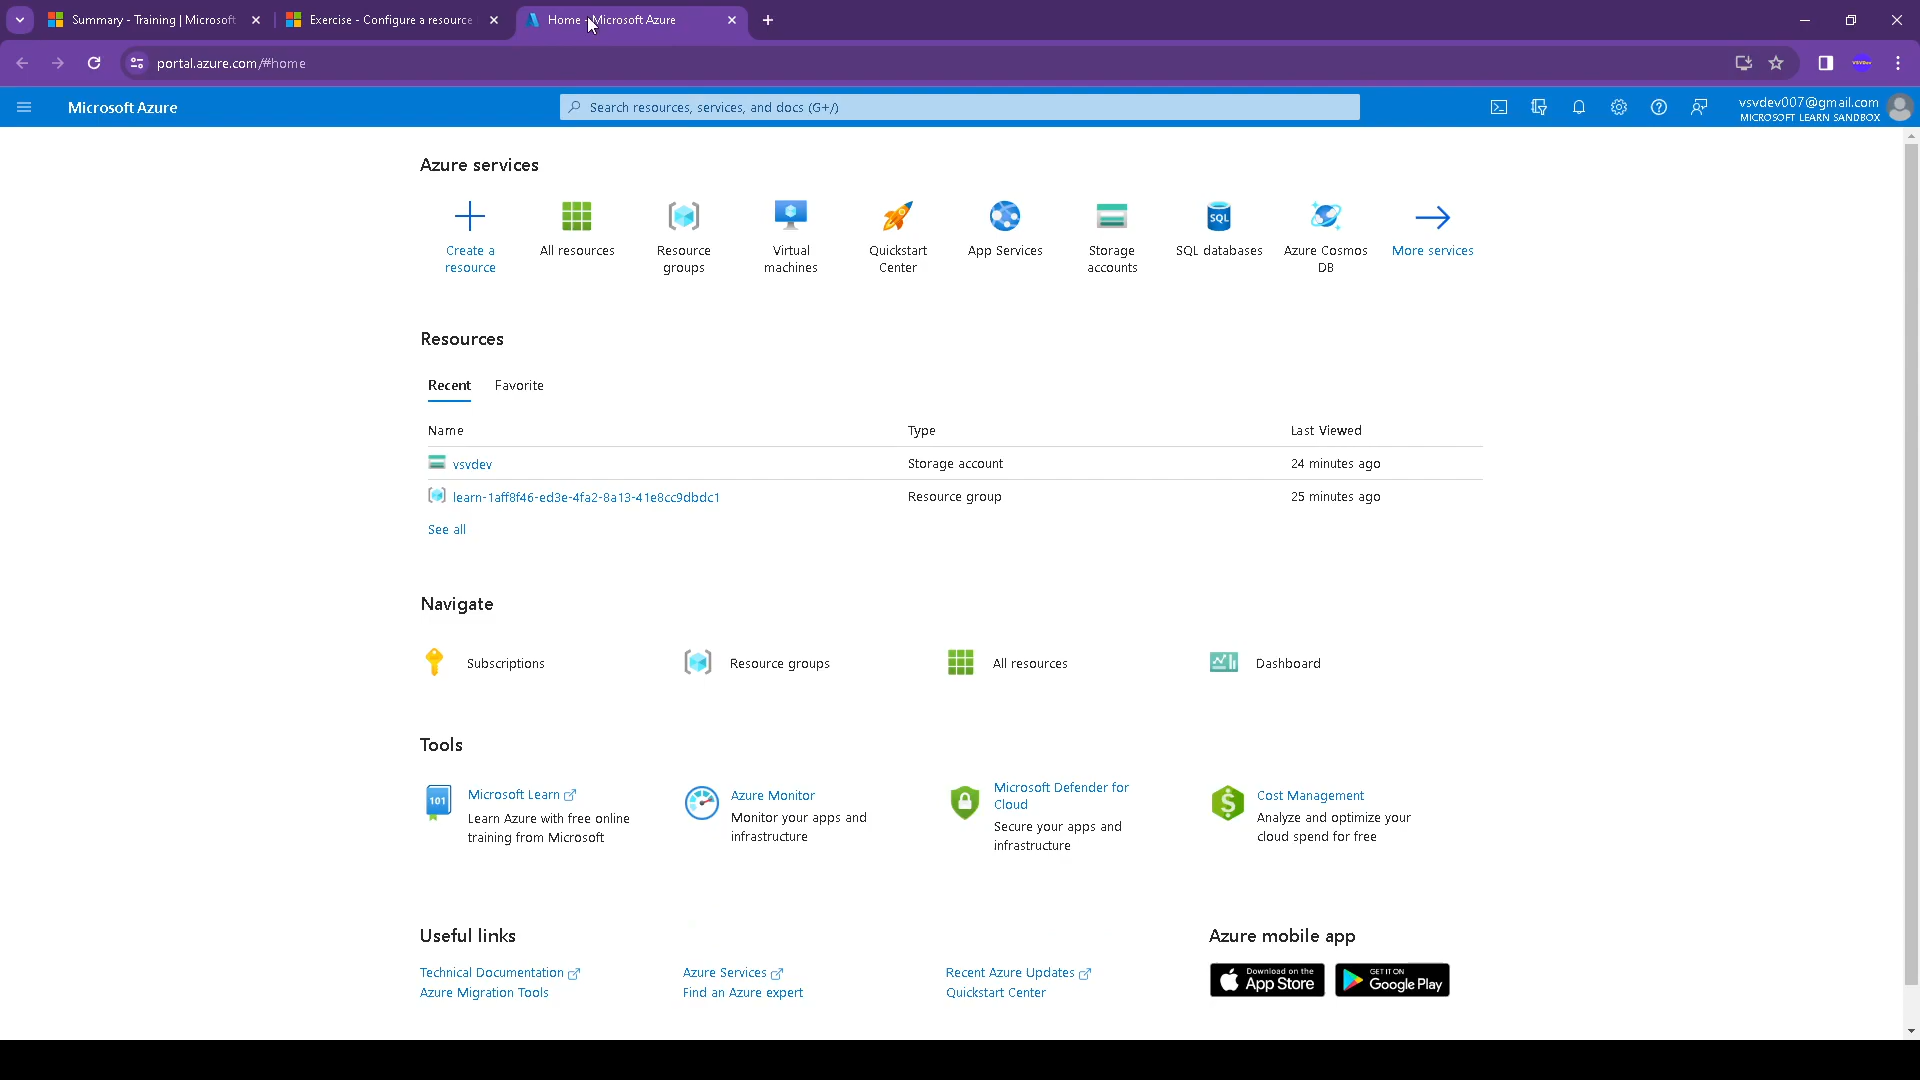 Summary - Training | Microsoft
Exercise - Configure a resource
Home - Microsoft Azure
portal.azure.com/#home
Microsoft Azure
Search resources, services, and docs (G+/)
vsvdev007@gmail.com
MICROSOFT LEARN SANDBOX
Azure services
Create a
resource
All resources
Resource
groups
Virtual
machines
Quickstart
Center
App Services
Storage
accounts
SQL
SQL databases
Azure Cosmos
DB
More services
Resources
Recent
Favorite
Name
Type
Last Viewed
vsvdev
Storage account
24 minutes ago
learn-1aff8f46-ed3e-4fa2-8a13-41e8cc9dbdc1
Resource group
25 minutes ago
See all
Navigate
Subscriptions
Resource groups
All resources
Dashboard
Tools
101
Microsoft Learn
Learn Azure with free online
training from Microsoft
Azure Monitor
Monitor your apps and
infrastructure
Microsoft Defender for
Cloud
Secure your apps and
infrastructure
$
Cost Management
Analyze and optimize your
cloud spend for free
Useful links
Technical Documentation
Azure Migration Tools
Azure Services
Find an Azure expert
Recent Azure Updates
Quickstart Center
Azure mobile app
Download on the
App Store
GET IT ON
Google Play